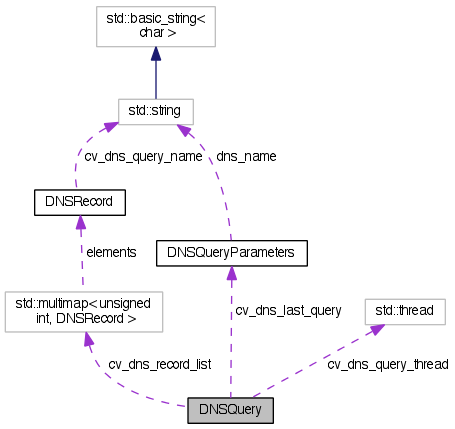 std::basic_string<
char >
std::string
cv_dns_query_name
dns_name
DNSRecord
elements
DNSQueryParameters
std::multimap< unsigned
int, DNSRecord >
cv_dns_last_query
std::thread
cv_dns_record_list
cv_dns_query_thread
DNSQuery